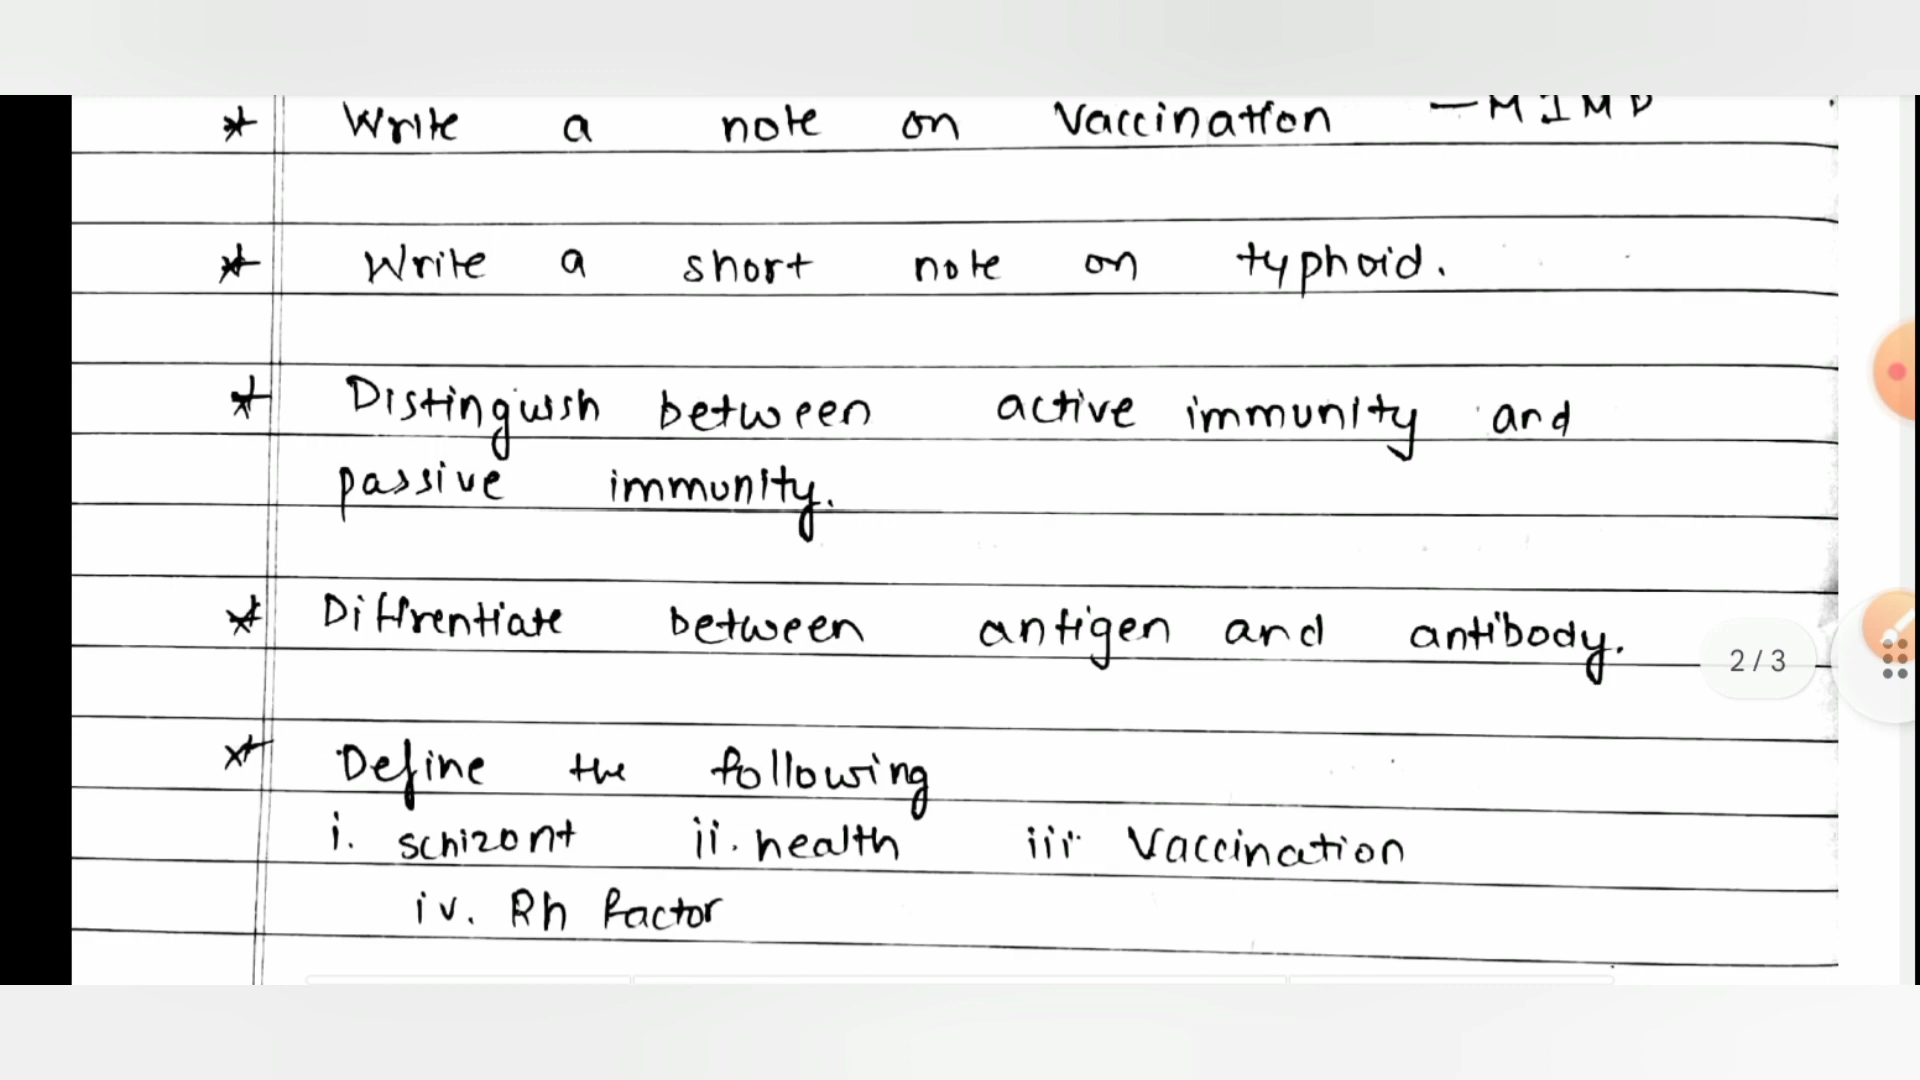 * Write a note on Vaccination - MIMP
* Write a short note on typhoid.
* Distinguish between active immunity and
passive immunity.
* Diffrentiate between antigen and antibody.
2/3
* Define the following
i. schizont ii. health iii. Vaccination
iv. Rh factor